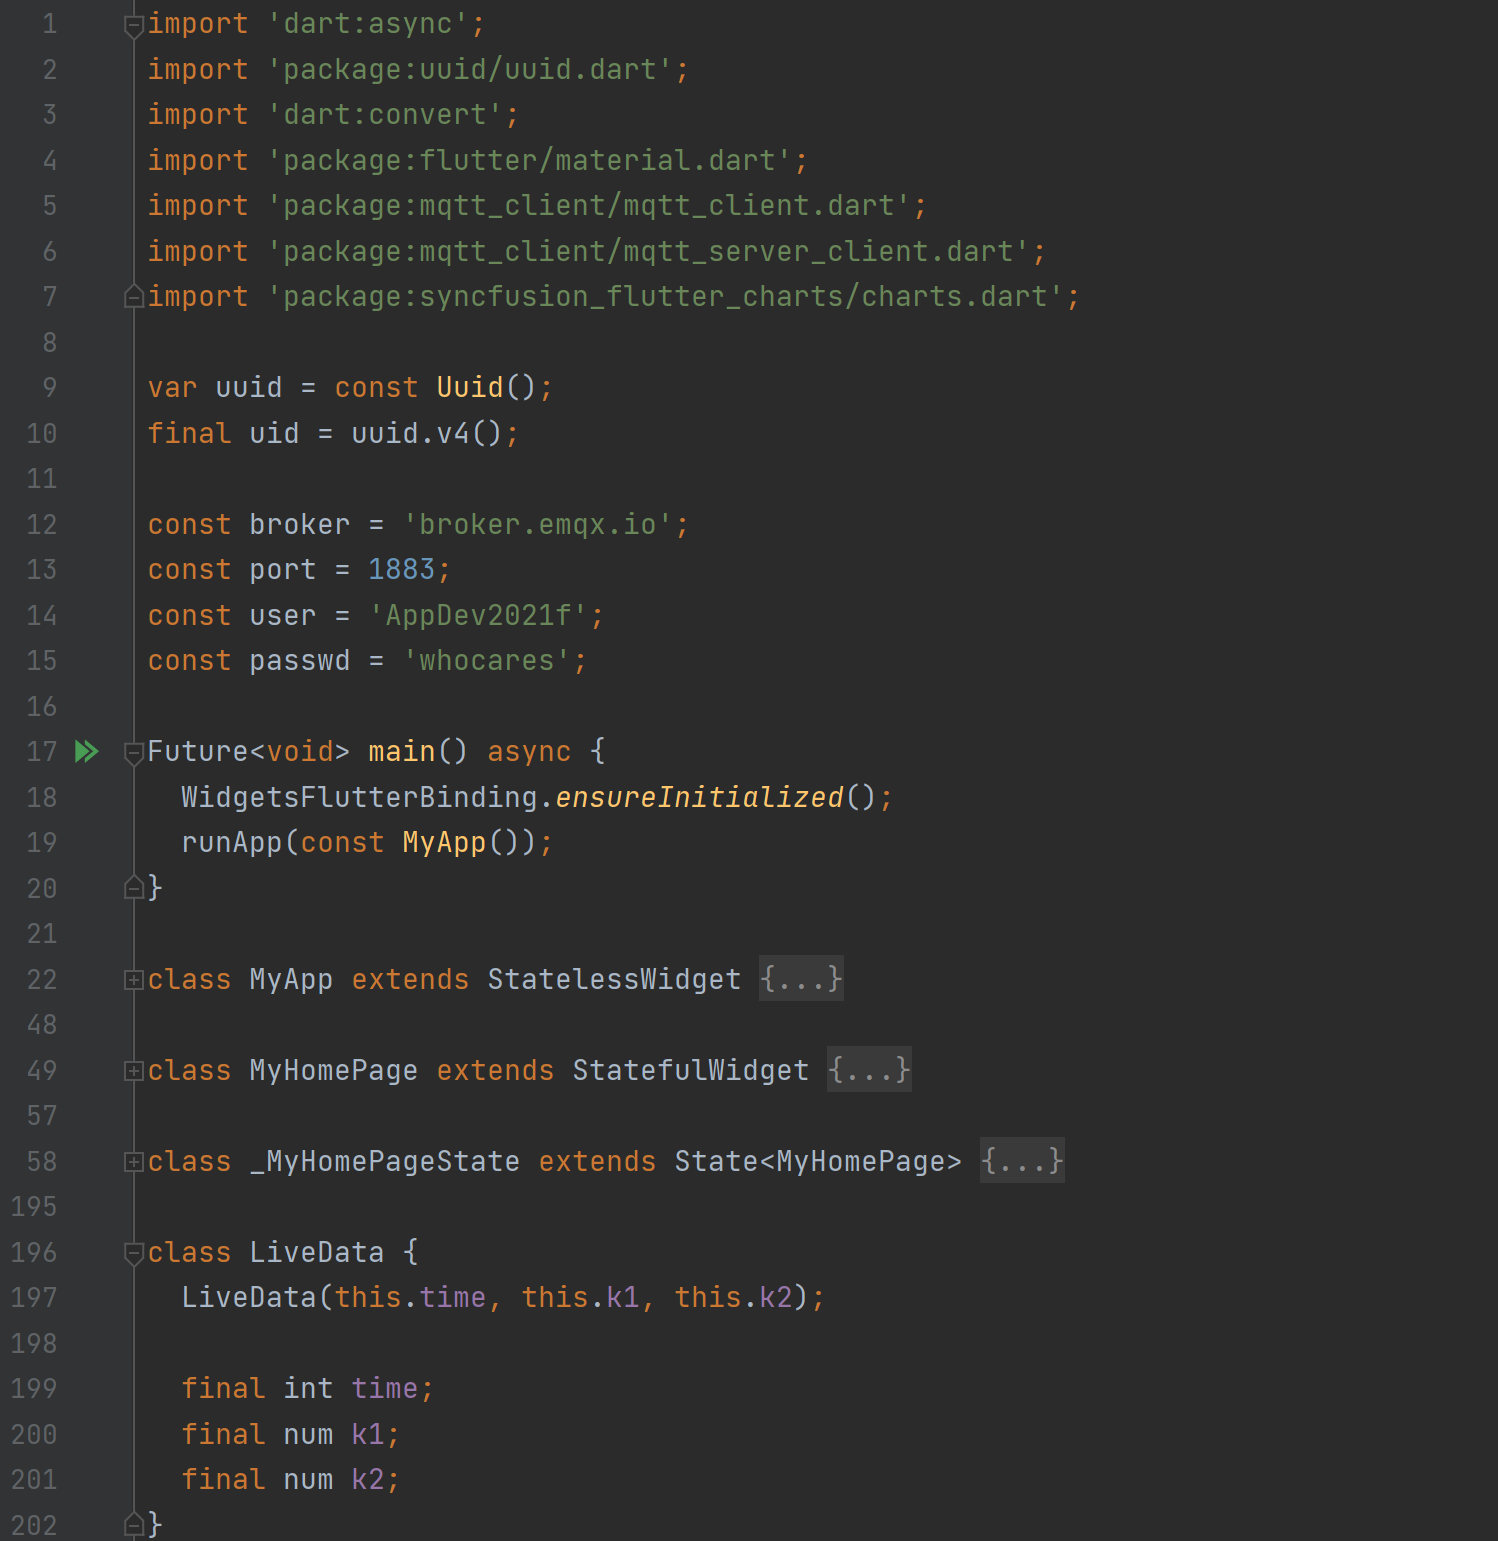 1 import 'dart:async';
2 import 'package:uuid/uuid.dart';
3 import 'dart:convert';
4 import 'package:flutter/material.dart';
5 import 'package:mqtt_client/mqtt_client.dart';
6 import 'package:mqtt_client/mqtt_server_client.dart';
7 import 'package:syncfusion_flutter_charts/charts.dart';
8
9 var uuid = const Uuid();
10 final uid = uuid.v4();
11
12 const broker = 'broker.emqx.io';
13 const port = 1883;
14 const user = 'AppDev2021f';
15 const passwd = 'whocares';
16
17 Future<void> main() async {
18   WidgetsFlutterBinding.ensureInitialized();
19   runApp(const MyApp());
20 }
21
22 class MyApp extends StatelessWidget {...}
48
49 class MyHomePage extends StatefulWidget {...}
57
58 class _MyHomePageState extends State<MyHomePage> {...}
195
196 class LiveData {
197   LiveData(this.time, this.k1, this.k2);
198
199   final int time;
200   final num k1;
201   final num k2;
202 }